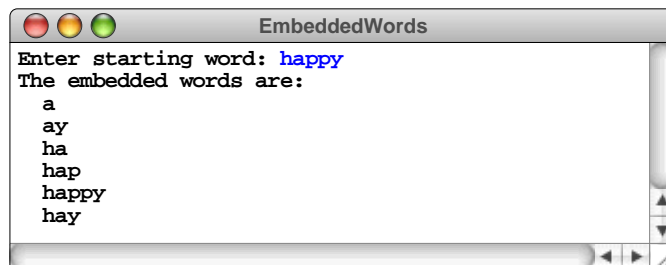 EmbeddedWords
Enter starting word: happy
The embedded words are:
a
ay
ha
hap
happy
hay